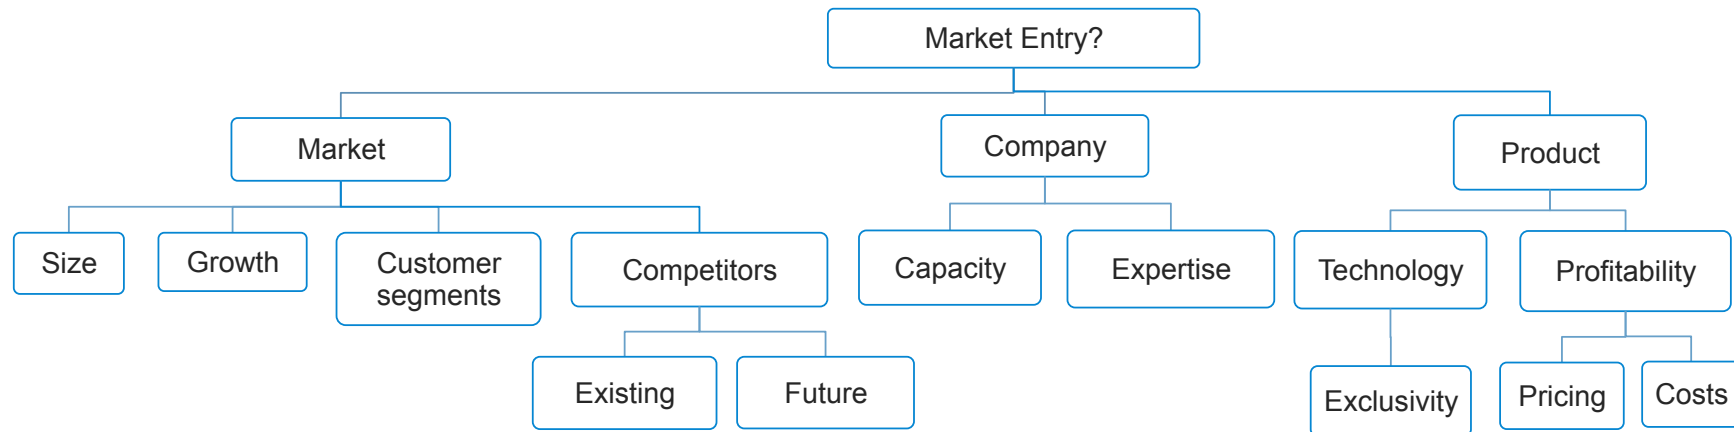 Market Entry?
Market
Company
Product
Size
Growth
Customer
segments
Competitors
Capacity
Expertise
Technology
Profitability
Existing
Future
Exclusivity
Pricing
Costs